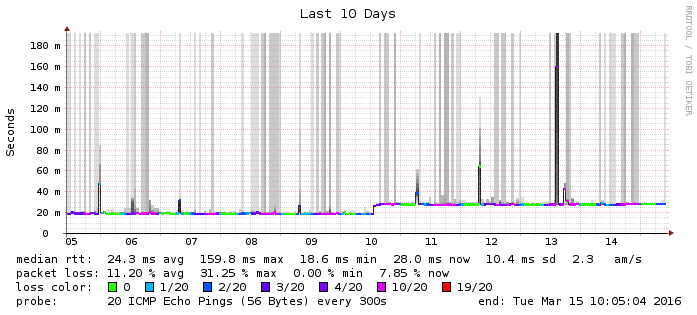 Last 10 Days
RRDTOOL / TOBI OETIKER
Seconds
180 m
160 m
140 m
120 m
100 m
80 m
60 m
40 m
20 m
0
05 06 07 08 09 10 11 12 13 14
median rtt: 24.3 ms avg 159.8 ms max 18.6 ms min 28.0 ms now 10.4 ms sd 2.3 am/s
packet loss: 11.20 % avg 31.25 % max 0.00 % min 7.85 % now
loss color: 0 1/20 2/20 3/20 4/20 10/20 19/20
probe: 20 ICMP Echo Pings (56 Bytes) every 300s end: Tue Mar 15 10:05:04 2016